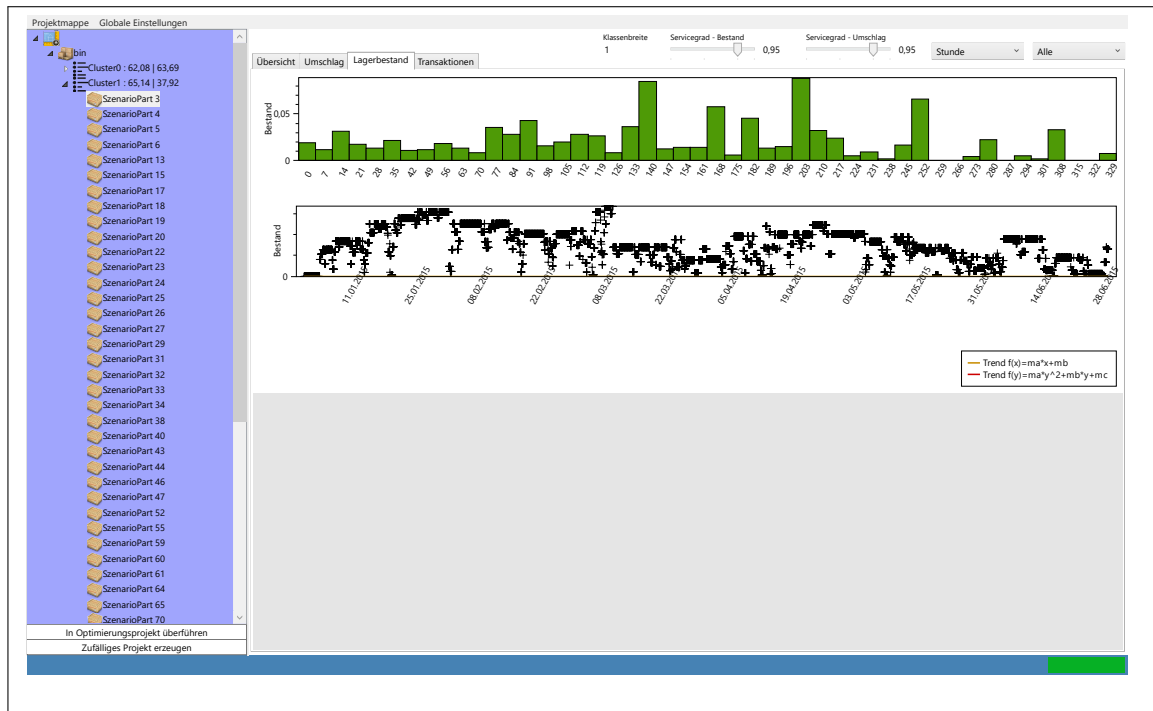 Projektmappe Globale Einstellungen
bin
Cluster0 : 62,08 | 63,69
Cluster1 : 65,14 | 37,92
SzenarioPart 3
SzenarioPart 4
SzenarioPart 5
SzenarioPart 6
SzenarioPart 13
SzenarioPart 15
SzenarioPart 17
SzenarioPart 18
SzenarioPart 19
SzenarioPart 20
SzenarioPart 22
SzenarioPart 23
SzenarioPart 24
SzenarioPart 25
SzenarioPart 26
SzenarioPart 27
SzenarioPart 29
SzenarioPart 31
SzenarioPart 32
SzenarioPart 33
SzenarioPart 34
SzenarioPart 38
SzenarioPart 40
SzenarioPart 43
SzenarioPart 44
SzenarioPart 46
SzenarioPart 47
SzenarioPart 52
SzenarioPart 55
SzenarioPart 59
SzenarioPart 60
SzenarioPart 61
SzenarioPart 64
SzenarioPart 65
SzenarioPart 70
In Optimierungsprojekt überführen
Zufälliges Projekt erzeugen
Klassenbreite Servicegrad - Bestand Servicegrad - Umschlag
1 0,95 0,95 Stunde Alle
Übersicht Umschlag Lagerbestand Transaktionen
Bestand
0,05
0
0 7 14 21 28 35 42 49 56 63 70 77 84 91 98 105 112 119 126 133 140 147 154 161 168 175 182 189 196 203 210 217 224 231 238 245 252 259 266 273 280 287 294 301 308 315 322 329
Bestand
0
11.01.2015 25.01.2015 08.02.2015 22.02.2015 08.03.2015 22.03.2015 05.04.2015 19.04.2015 03.05.2015 17.05.2015 31.05.2015 14.06.2015 28.06.2015
Trend f(x)=ma*x+mb
Trend f(y)=ma*y^2+mb*y+mc